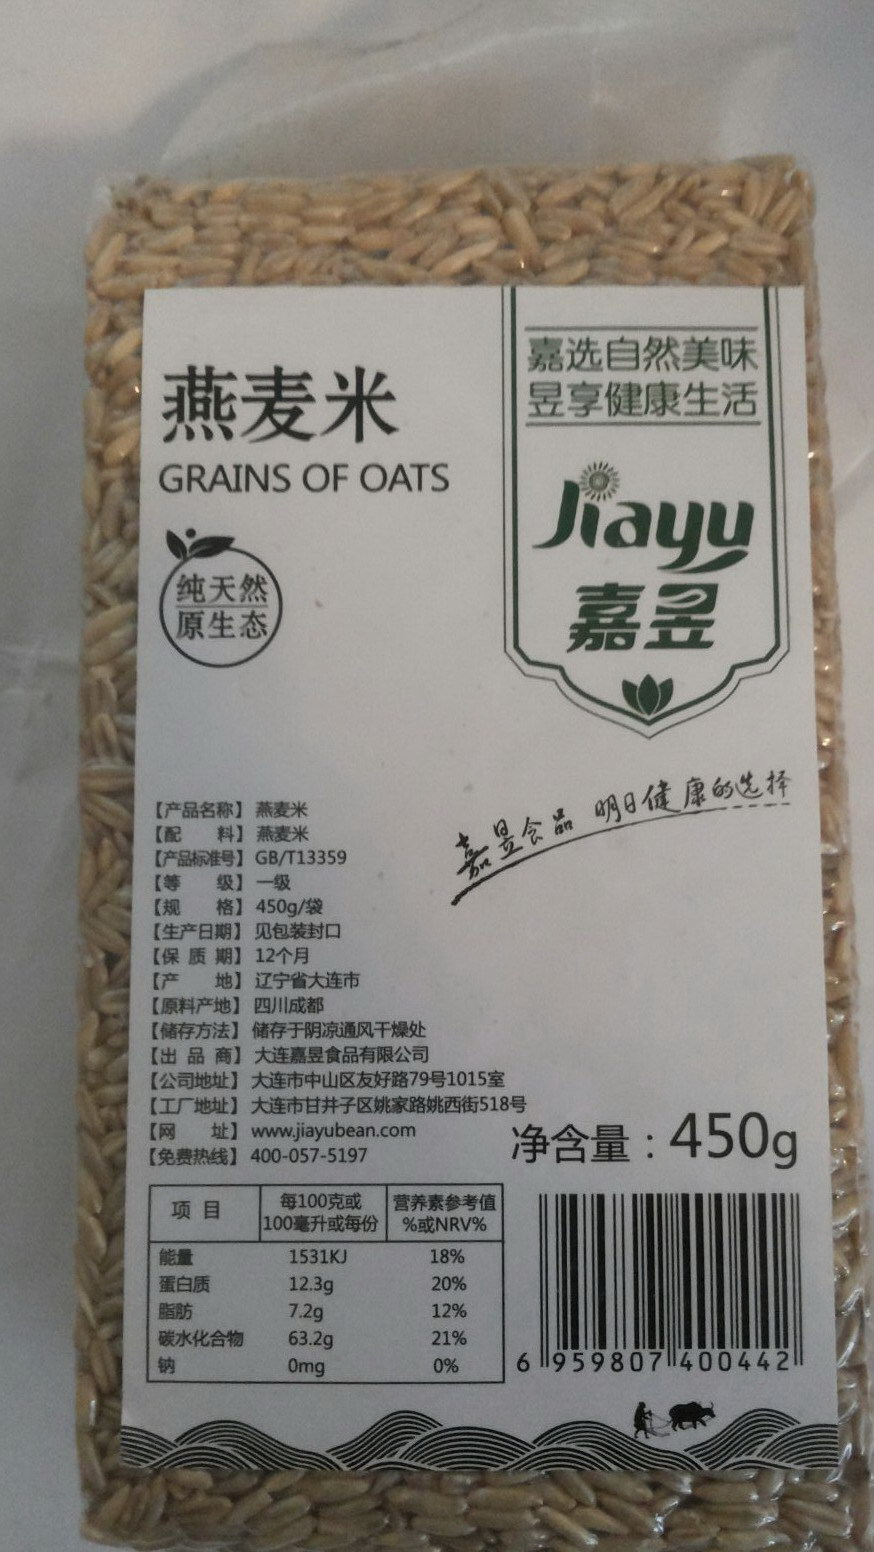 嘉选自然美味
昱享健康生活
燕麦米
GRAINS OF OATS
Jiayu
嘉昱
纯天然
原生态
嘉昱食品 明日健康的选择
【产品名称】 燕麦米
【配 料】 燕麦米
【产品标准号】 GB/T13359
【等 级】 一级
【规 格】 450g/袋
【生产日期】 见包装封口
【保 质 期】 12个月
【产 地】 辽宁省大连市
【原料产地】 四川成都
【储存方法】 储存于阴凉通风干燥处
【出 品 商】 大连嘉昱食品有限公司
【公司地址】 大连市中山区友好路79号1015室
【工厂地址】 大连市甘井子区姚家路姚西街518号
【网 址】 www.jiayubean.com
【免费热线】 400-057-5197
净含量：450g
项 目 每100克或100毫升或每份 营养素参考值%或NRV%
能量 1531KJ 18%
蛋白质 12.3g 20%
脂肪 7.2g 12%
碳水化合物 63.2g 21%
钠 0mg 0%
6 959807 400442